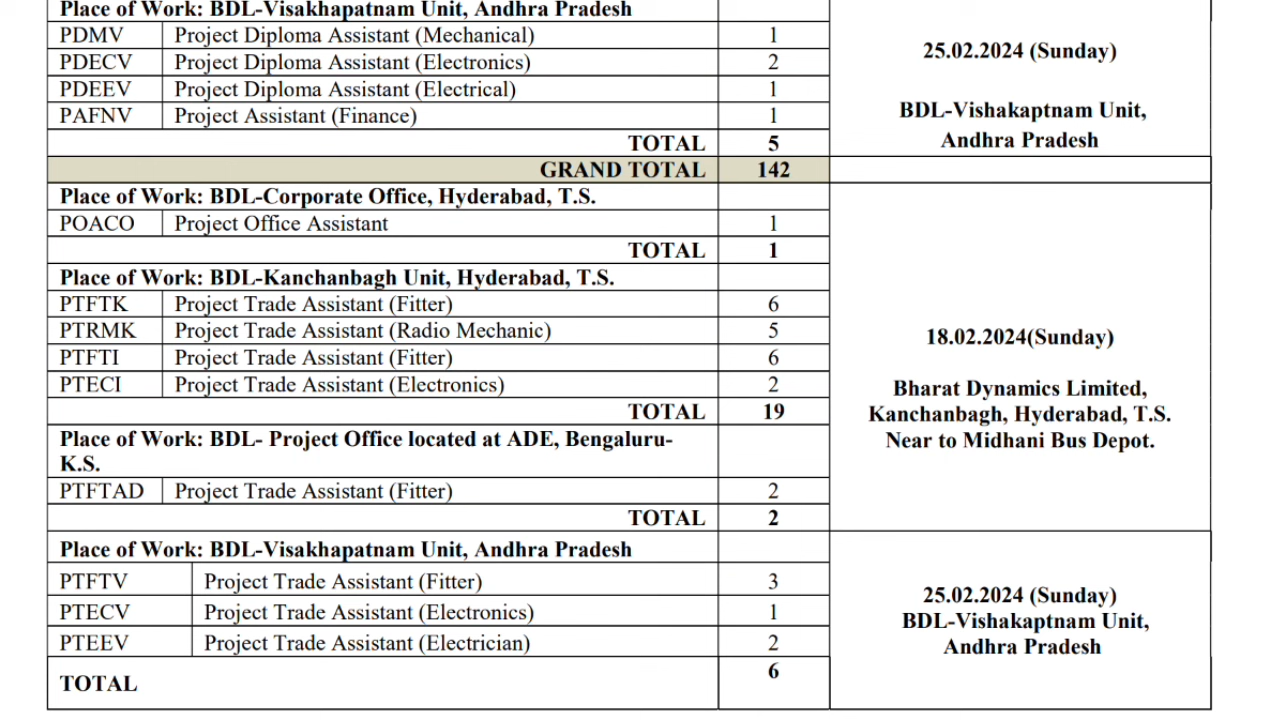 Place of Work: BDL-Visakhapatnam Unit, Andhra Pradesh
PDMV Project Diploma Assistant (Mechanical) 1
PDECV Project Diploma Assistant (Electronics) 2
PDEEV Project Diploma Assistant (Electrical) 1
PAFNV Project Assistant (Finance) 1
TOTAL 5
25.02.2024 (Sunday)
BDL-Vishakaptnam Unit,
Andhra Pradesh
GRAND TOTAL 142
Place of Work: BDL-Corporate Office, Hyderabad, T.S.
POACO Project Office Assistant 1
TOTAL 1
Place of Work: BDL-Kanchanbagh Unit, Hyderabad, T.S.
PTFTK Project Trade Assistant (Fitter) 6
PTRMK Project Trade Assistant (Radio Mechanic) 5
PTFTI Project Trade Assistant (Fitter) 6
PTECI Project Trade Assistant (Electronics) 2
TOTAL 19
Place of Work: BDL- Project Office located at ADE, Bengaluru-
K.S.
PTFTAD Project Trade Assistant (Fitter) 2
TOTAL 2
18.02.2024(Sunday)
Bharat Dynamics Limited,
Kanchanbagh, Hyderabad, T.S.
Near to Midhani Bus Depot.
Place of Work: BDL-Visakhapatnam Unit, Andhra Pradesh
PTFTV Project Trade Assistant (Fitter) 3
PTECV Project Trade Assistant (Electronics) 1
PTEEV Project Trade Assistant (Electrician) 2
TOTAL 6
25.02.2024 (Sunday)
BDL-Vishakaptnam Unit,
Andhra Pradesh